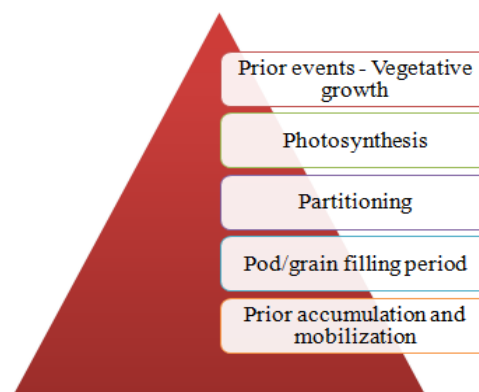 Prior events - Vegetative
growth
Photosynthesis
Partitioning
Pod/grain filling period
Prior accumulation and
mobilization